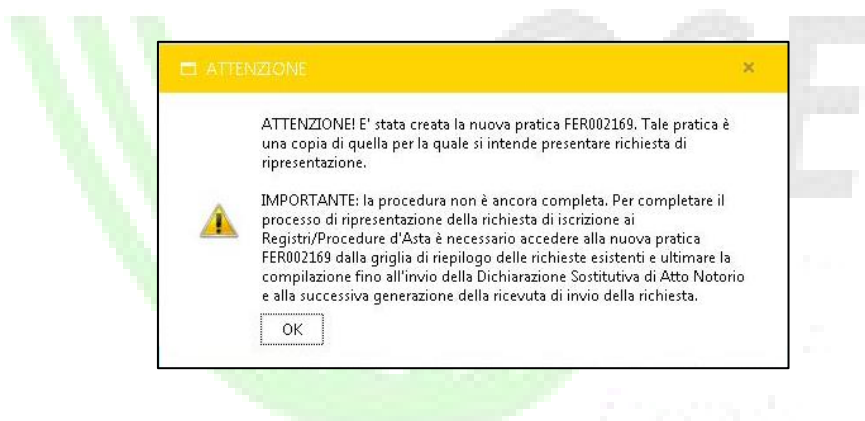 ATTENZIONE
ATTENZIONE! E' stata creata la nuova pratica FER002169. Tale pratica è
una copia di quella per la quale si intende presentare richiesta di
ripresentazione.
IMPORTANTE: la procedura non è ancora completa. Per completare il
processo di ripresentazione della richiesta di iscrizione ai
Registri/Procedure d'Asta è necessario accedere alla nuova pratica
FER002169 dalla griglia di riepilogo delle richieste esistenti e ultimare la
compilazione fino all'invio della Dichiarazione Sostitutiva di Atto Notorio
e alla successiva generazione della ricevuta di invio della richiesta.
OK